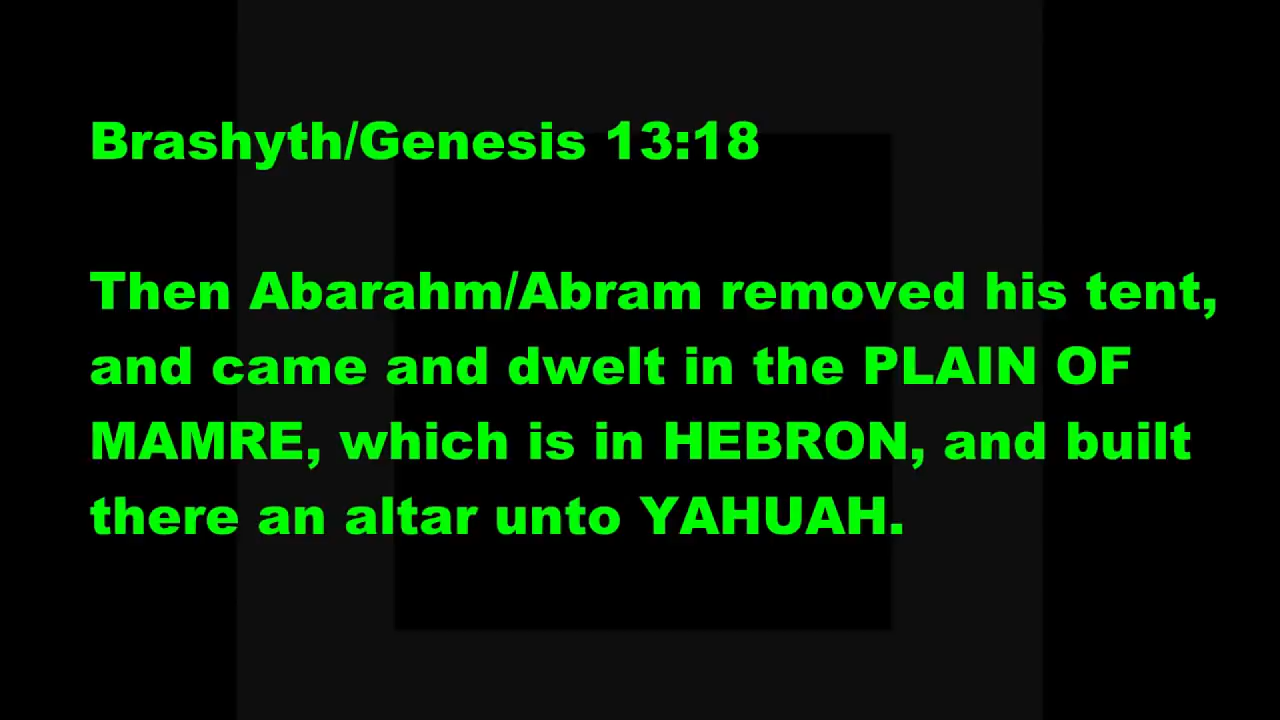 Brashyth/Genesis 13:18
Then Abarahm/Abram removed his tent,
and came and dwelt in the PLAIN OF
MAMRE, which is in HEBRON, and built
there an altar unto YAHUAH.